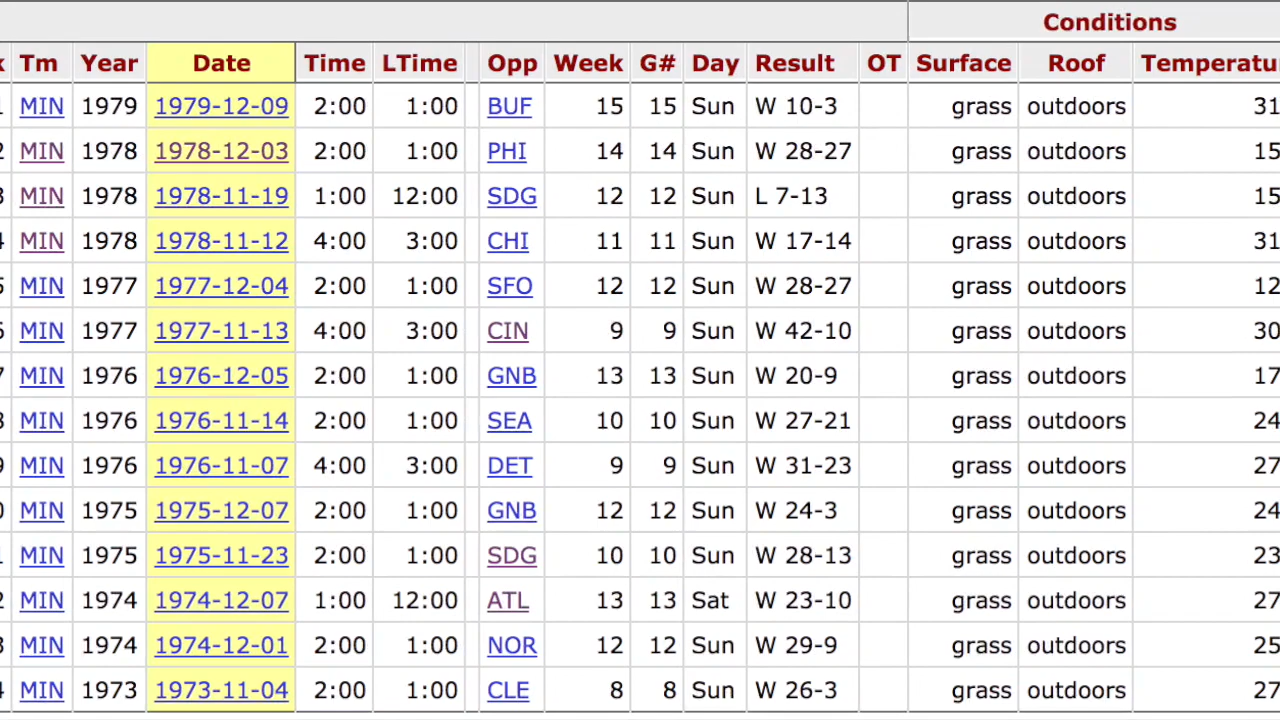 Conditions
Tm Year Date Time LTime Opp Week G# Day Result OT Surface Roof Temperatu
1 MIN 1979 1979-12-09 2:00 1:00 BUF 15 15 Sun W 10-3 grass outdoors 31
2 MIN 1978 1978-12-03 2:00 1:00 PHI 14 14 Sun W 28-27 grass outdoors 15
3 MIN 1978 1978-11-19 1:00 12:00 SDG 12 12 Sun L 7-13 grass outdoors 15
4 MIN 1978 1978-11-12 4:00 3:00 CHI 11 11 Sun W 17-14 grass outdoors 31
5 MIN 1977 1977-12-04 2:00 1:00 SFO 12 12 Sun W 28-27 grass outdoors 12
6 MIN 1977 1977-11-13 4:00 3:00 CIN 9 9 Sun W 42-10 grass outdoors 30
7 MIN 1976 1976-12-05 2:00 1:00 GNB 13 13 Sun W 20-9 grass outdoors 17
8 MIN 1976 1976-11-14 2:00 1:00 SEA 10 10 Sun W 27-21 grass outdoors 24
9 MIN 1976 1976-11-07 4:00 3:00 DET 9 9 Sun W 31-23 grass outdoors 27
0 MIN 1975 1975-12-07 2:00 1:00 GNB 12 12 Sun W 24-3 grass outdoors 24
1 MIN 1975 1975-11-23 2:00 1:00 SDG 10 10 Sun W 28-13 grass outdoors 23
2 MIN 1974 1974-12-07 1:00 12:00 ATL 13 13 Sat W 23-10 grass outdoors 27
3 MIN 1974 1974-12-01 2:00 1:00 NOR 12 12 Sun W 29-9 grass outdoors 25
4 MIN 1973 1973-11-04 2:00 1:00 CLE 8 8 Sun W 26-3 grass outdoors 27